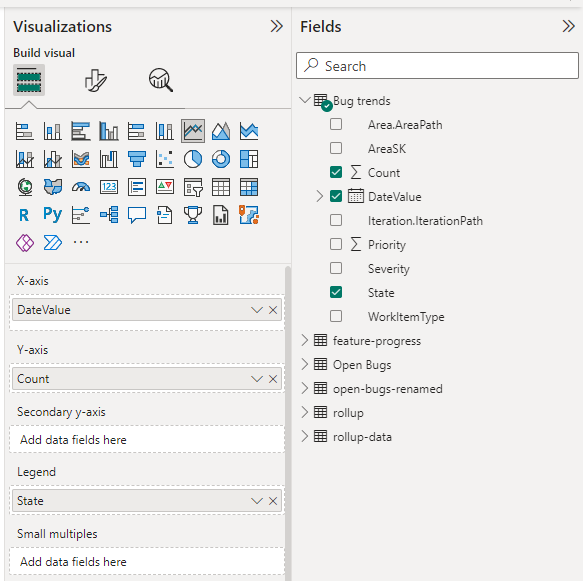 Visualizations
Build visual
123
R
Py
...
X-axis
DateValue
Y-axis
Count
Secondary y-axis
Add data fields here
Legend
State
Small multiples
Add data fields here
Fields
Search
Bug trends
Area.AreaPath
AreaSK
∑ Count
DateValue
Iteration.IterationPath
∑ Priority
Severity
State
WorkItemType
feature-progress
Open Bugs
open-bugs-renamed
rollup
rollup-data